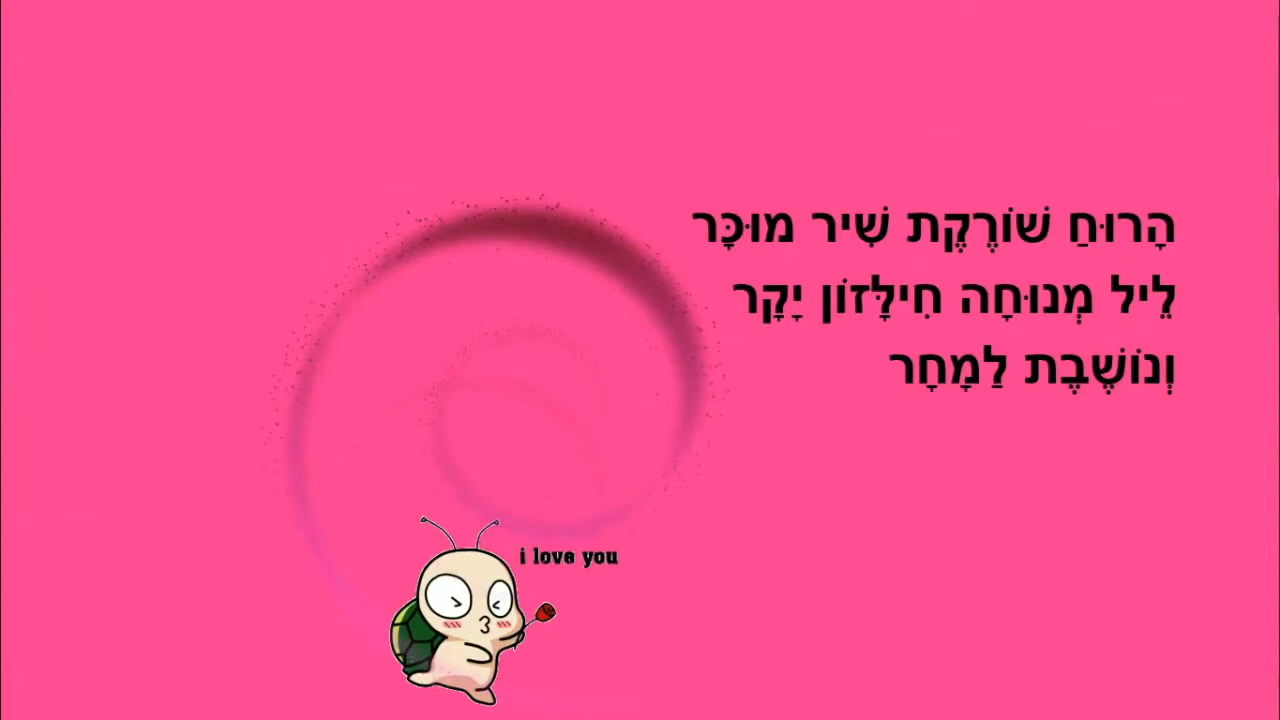 הָרוּחַ שׁוֹרֶקֶת שִׁיר מוּכָּר
לֵיל מְנוּחָה חִילָּזוֹן יָקָר
וְנוֹשֶׁבֶת לַמָּחָר
i love you